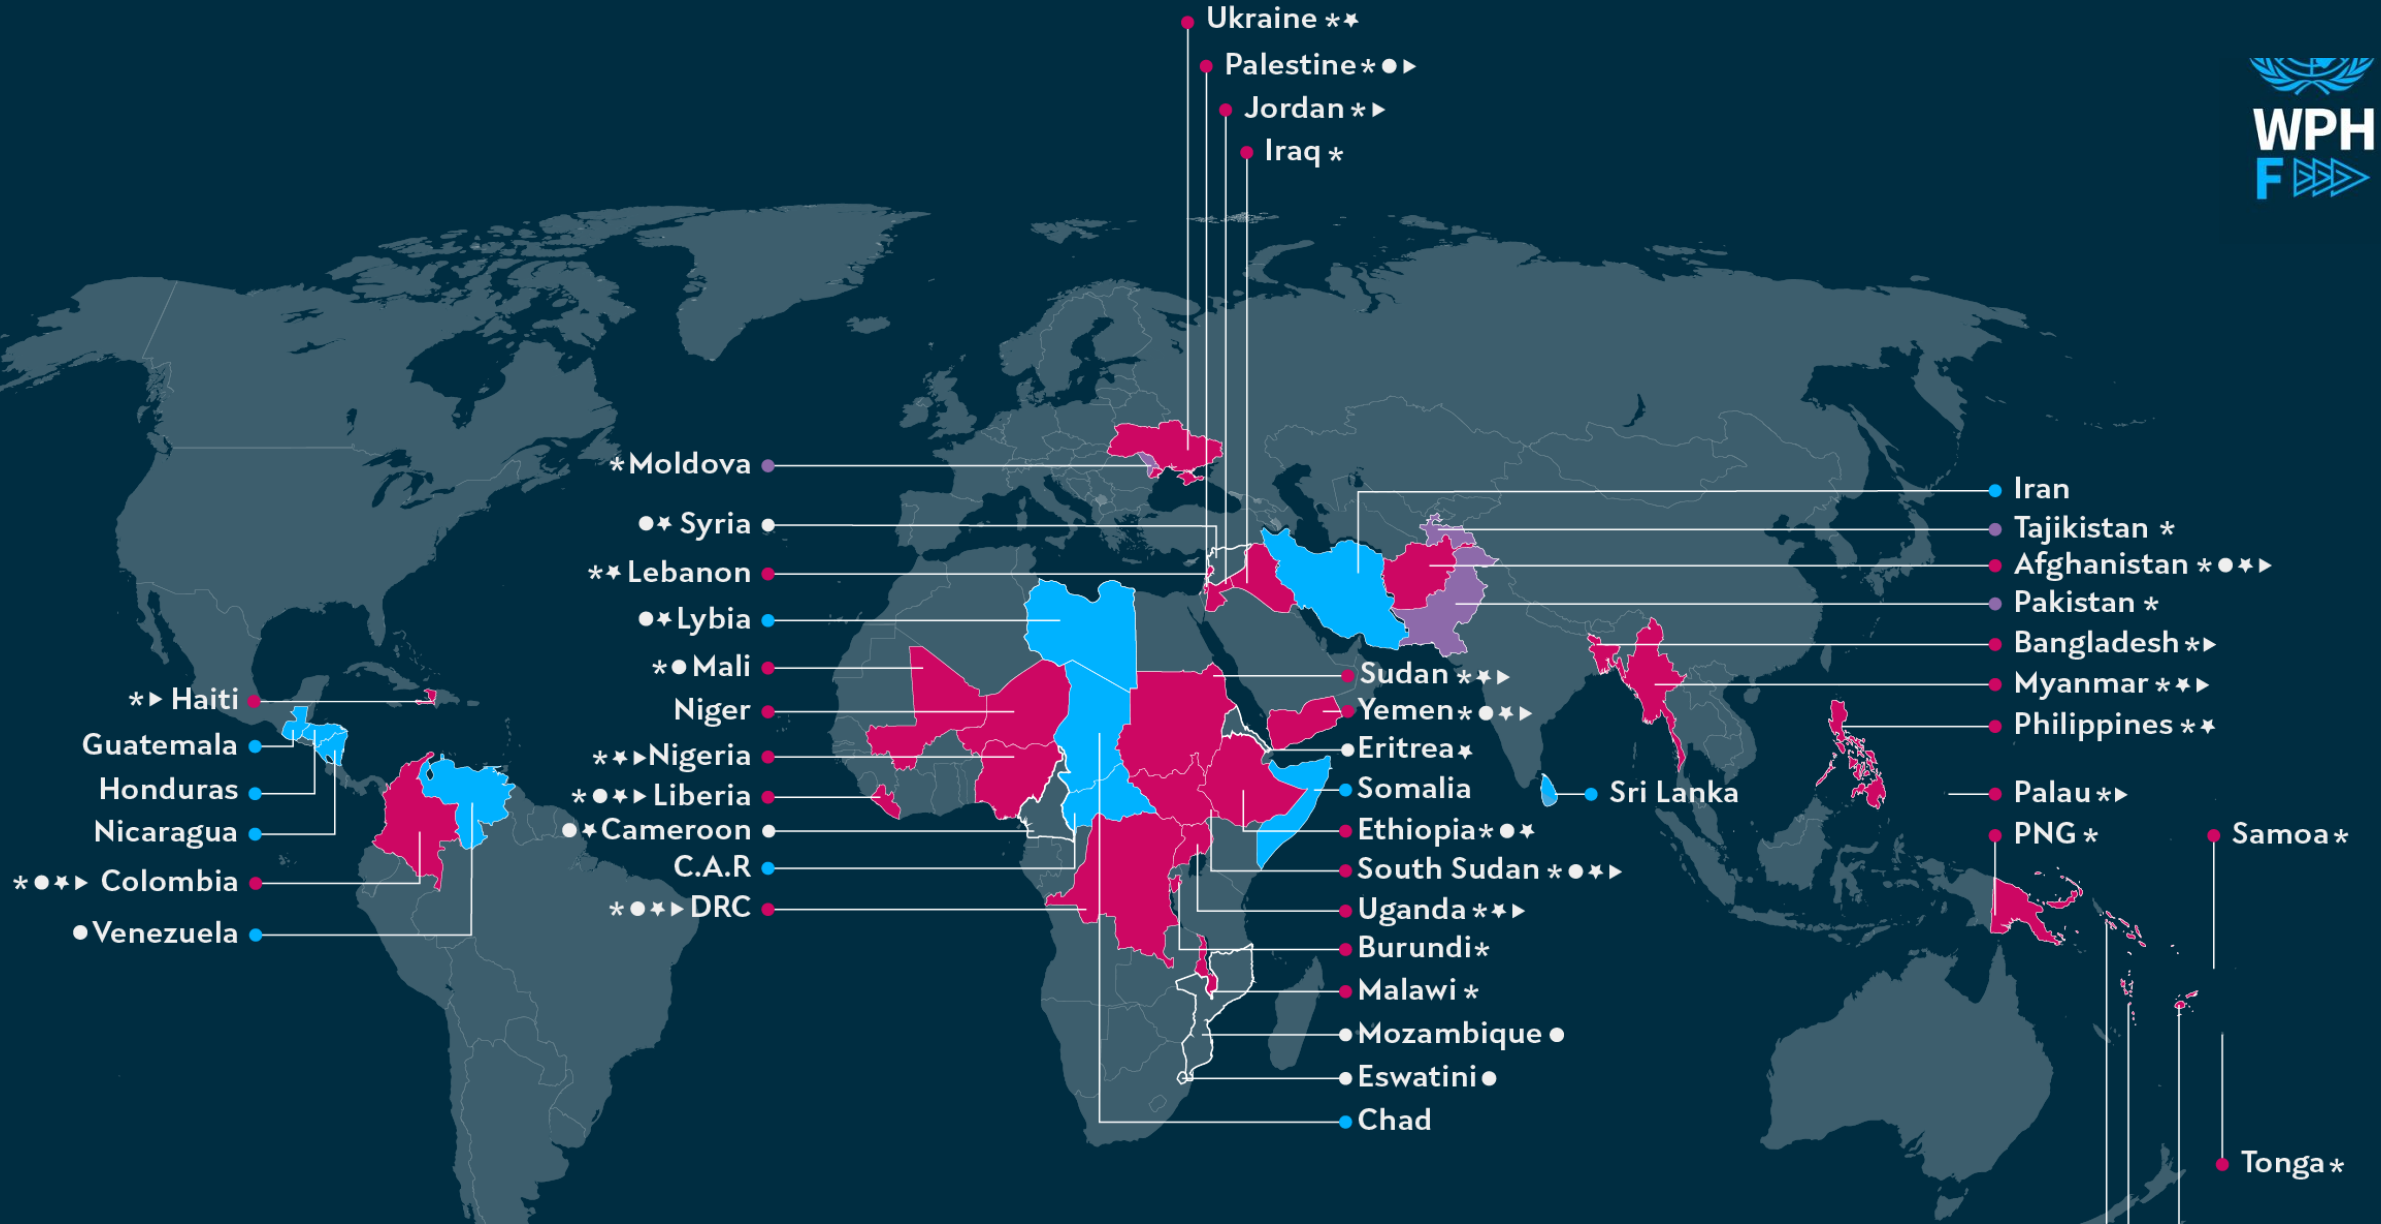 Ukraine *★
Palestine*●▶
Jordan *▶
Iraq *
WPH
F
*Moldova
●★ Syria
*★Lebanon
●★Lybia
*●Mali
Niger
*★▶Nigeria
*●★▶Liberia
●★Cameroon
C.A.R
*●★▶DRC
*▶ Haiti
Guatemala
Honduras
Nicaragua
*●★▶ Colombia
●Venezuela
Sudan *★▶
Yemen*●★▶
Eritrea★
Somalia
Ethiopia*●★
South Sudan *●★▶
Uganda *★▶
Burundi*
Malawi *
Mozambique ●
Eswatini●
Chad
Iran
Tajikistan *
Afghanistan *●★▶
Pakistan *
Bangladesh*▶
Myanmar *★▶
Philippines *★
Sri Lanka
Palau*▶
PNG *
Samoa*
Tonga*